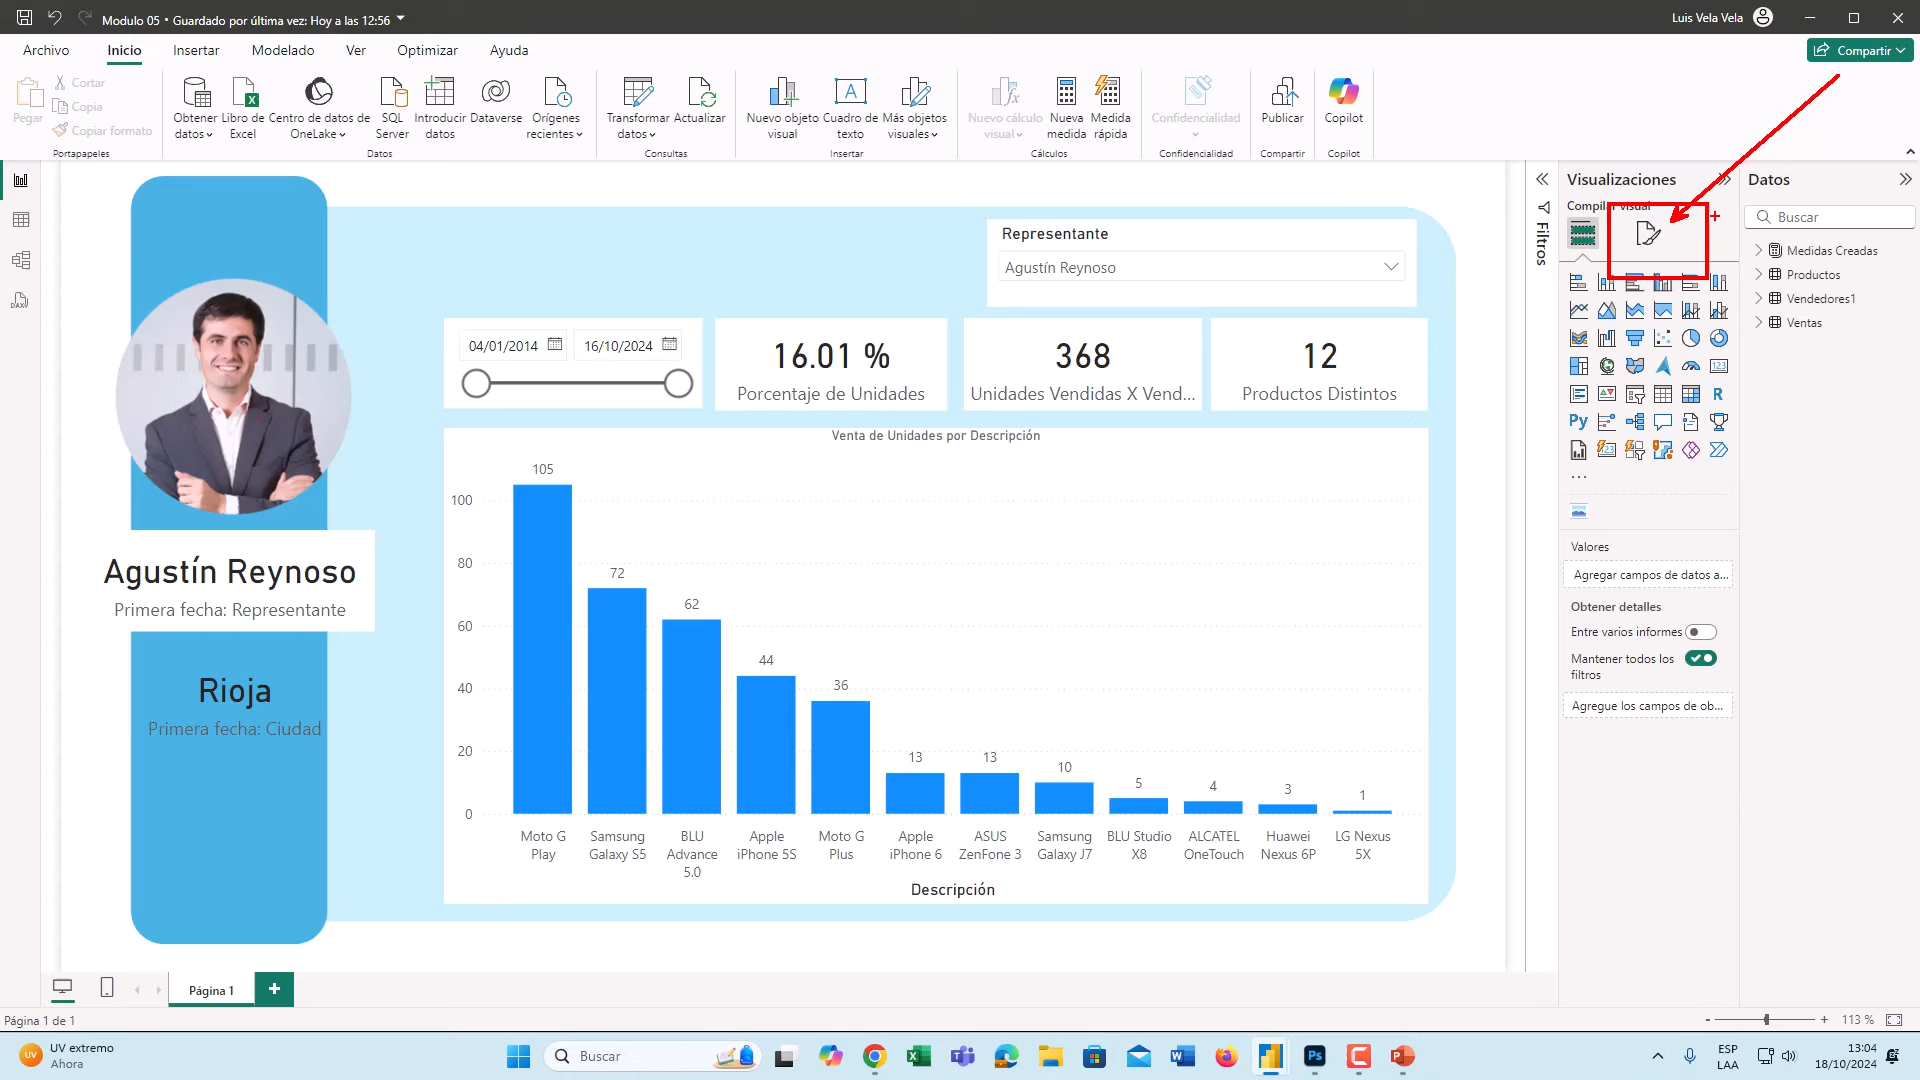 Modulo 05 • Guardado por última vez: Hoy a las 12:56
Luis Vela Vela
Archivo
Inicio
Insertar
Modelado
Ver
Optimizar
Ayuda
Compartir
Pegar
Cortar
Copia
Copiar formato
Portapapeles
Obtener datos
Libro de Excel
Centro de datos de OneLake
SQL Server
Introducir datos
Dataverse
Orígenes recientes
Datos
Transformar datos
Actualizar
Consultas
Nuevo objeto visual
Cuadro de texto
Más objetos visuales
Insertar
Nuevo cálculo visual
Nueva medida
Medida rápida
Cálculos
Confidencialidad
Confidencialidad
Publicar
Compartir
Copilot
Copilot
Filtros
Visualizaciones
Compilar visual
Datos
Buscar
Medidas Creadas
Productos
Vendedores1
Ventas
R
Py
123
Valores
Agregar campos de datos a...
Obtener detalles
Entre varios informes
Mantener todos los
filtros
Agregue los campos de ob...
Representante
Agustín Reynoso
04/01/2014
16/10/2024
16.01 %
Porcentaje de Unidades
368
Unidades Vendidas X Vend...
12
Productos Distintos
Agustín Reynoso
Primera fecha: Representante
Rioja
Primera fecha: Ciudad
Venta de Unidades por Descripción
100
80
60
40
20
0
105
72
62
44
36
13
13
10
5
4
3
1
Moto G Play
Samsung Galaxy S5
BLU Advance 5.0
Apple iPhone 5S
Moto G Plus
Apple iPhone 6
ASUS ZenFone 3
Samsung Galaxy J7
BLU Studio X8
ALCATEL OneTouch
Huawei Nexus 6P
LG Nexus 5X
Descripción
Página 1
Página 1 de 1
113 %
UV extremo
Ahora
Buscar
ESP
LAA
13:04
18/10/2024